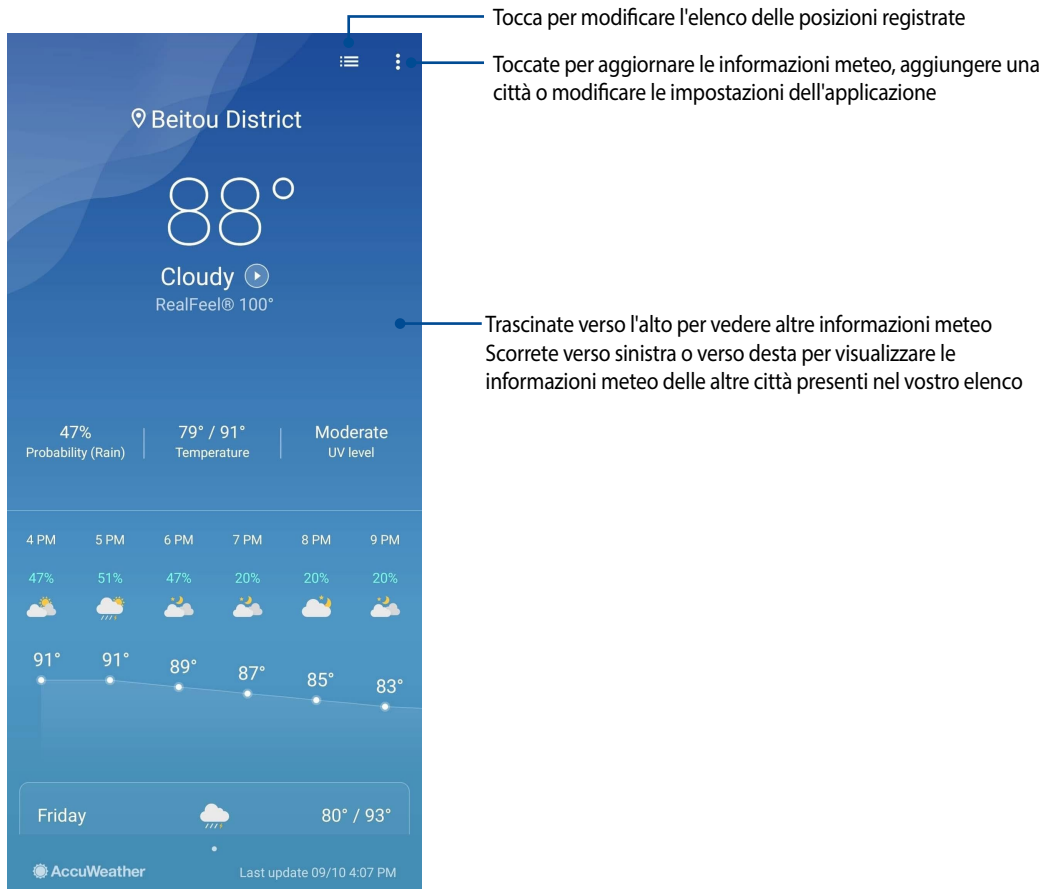 Tocca per modificare l'elenco delle posizioni registrate
Toccate per aggiornare le informazioni meteo, aggiungere una
città o modificare le impostazioni dell'applicazione
Beitou District
88°
Cloudy
RealFeel® 100°
Trascinate verso l'alto per vedere altre informazioni meteo
Scorrete verso sinistra o verso desta per visualizzare le
informazioni meteo delle altre città presenti nel vostro elenco
47% 79° / 91° Moderate
Probability (Rain) Temperature UV level
4 PM 5 PM 6 PM 7 PM 8 PM 9 PM
47% 51% 47% 20% 20% 20%
91° 91° 89° 87° 85° 83°
Friday 80° / 93°
AccuWeather Last update 09/10 4:07 PM